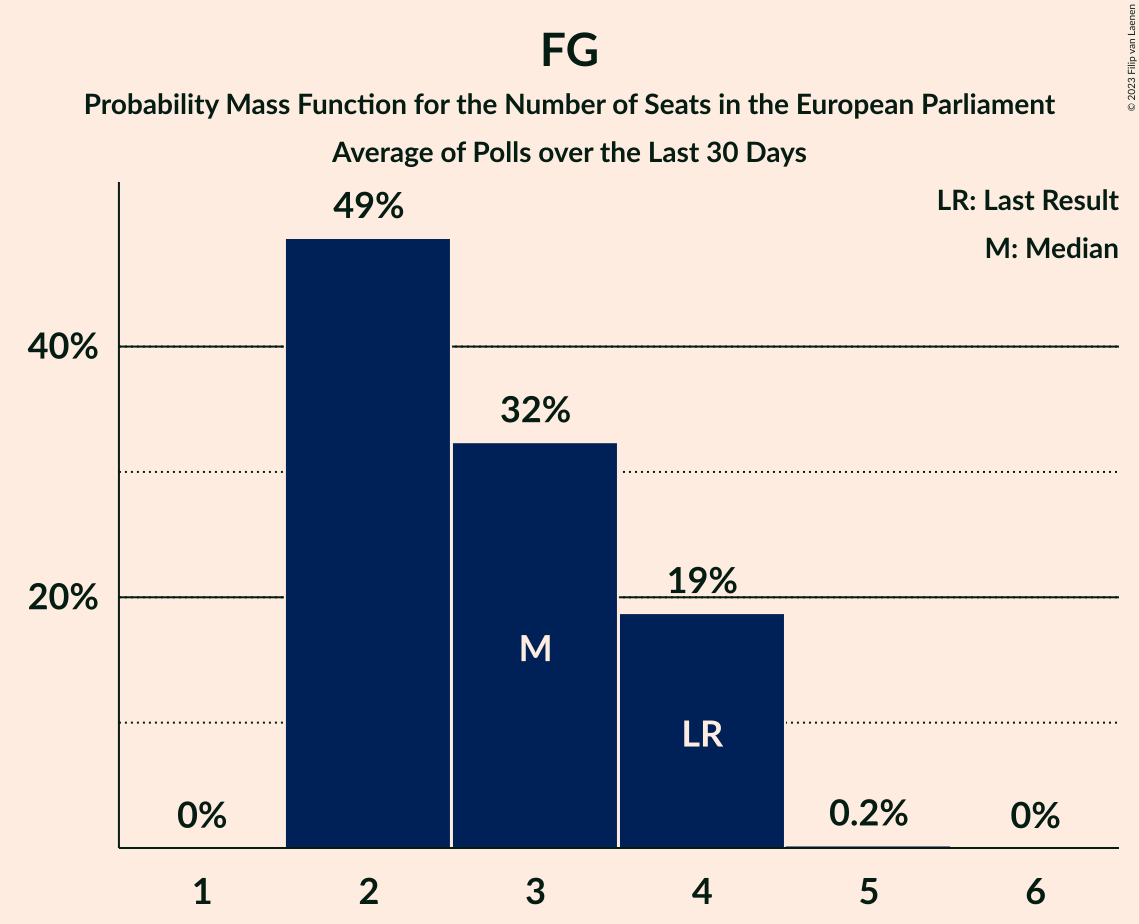 FG
Probability Mass Function for the Number of Seats in the European Parliament
Average of Polls over the Last 30 Days
© 2023 Filip van Laenen
LR: Last Result
M: Median
49%
40%
32%
20%
19%
M
LR
0%
0.2%
0%
1 2 3 4 5 6